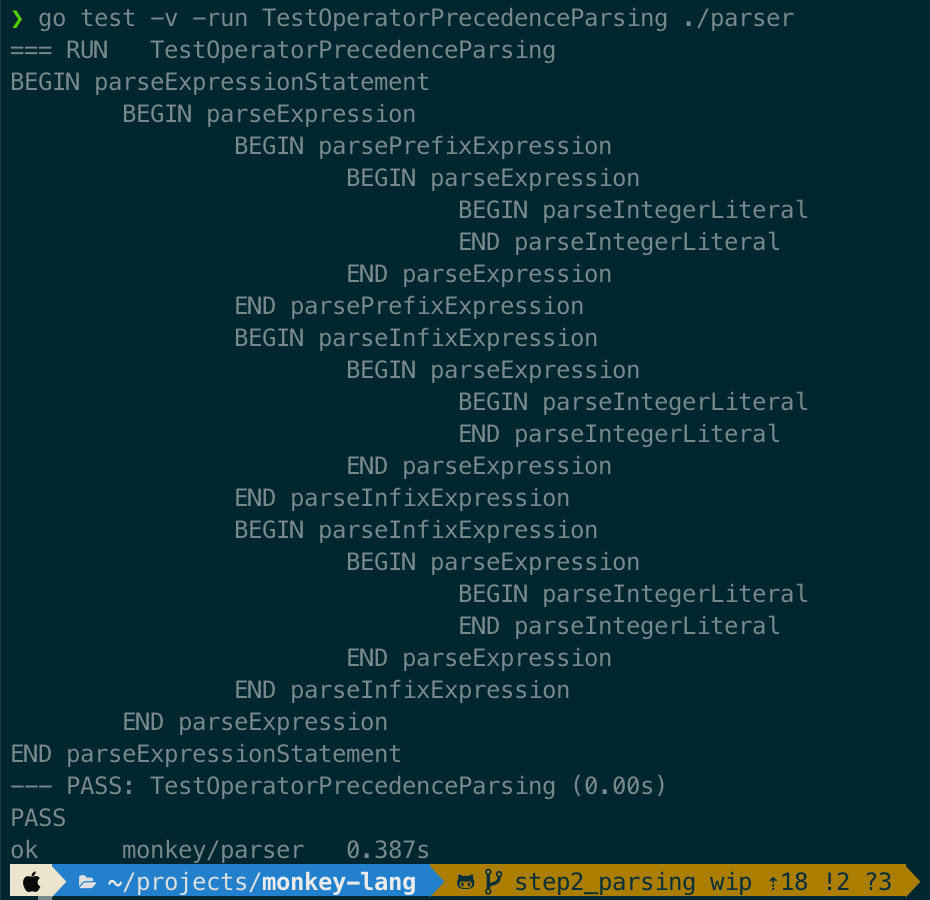 ❯ go test -v -run TestOperatorPrecedenceParsing ./parser
=== RUN   TestOperatorPrecedenceParsing
BEGIN parseExpressionStatement
        BEGIN parseExpression
                BEGIN parsePrefixExpression
                        BEGIN parseExpression
                                BEGIN parseIntegerLiteral
                                END parseIntegerLiteral
                        END parseExpression
                END parsePrefixExpression
                BEGIN parseInfixExpression
                        BEGIN parseExpression
                                BEGIN parseIntegerLiteral
                                END parseIntegerLiteral
                        END parseExpression
                END parseInfixExpression
                BEGIN parseInfixExpression
                        BEGIN parseExpression
                                BEGIN parseIntegerLiteral
                                END parseIntegerLiteral
                        END parseExpression
                END parseInfixExpression
        END parseExpression
END parseExpressionStatement
--- PASS: TestOperatorPrecedenceParsing (0.00s)
PASS
ok      monkey/parser   0.387s
~/projects/monkey-lang step2_parsing wip ⇡18 !2 ?3